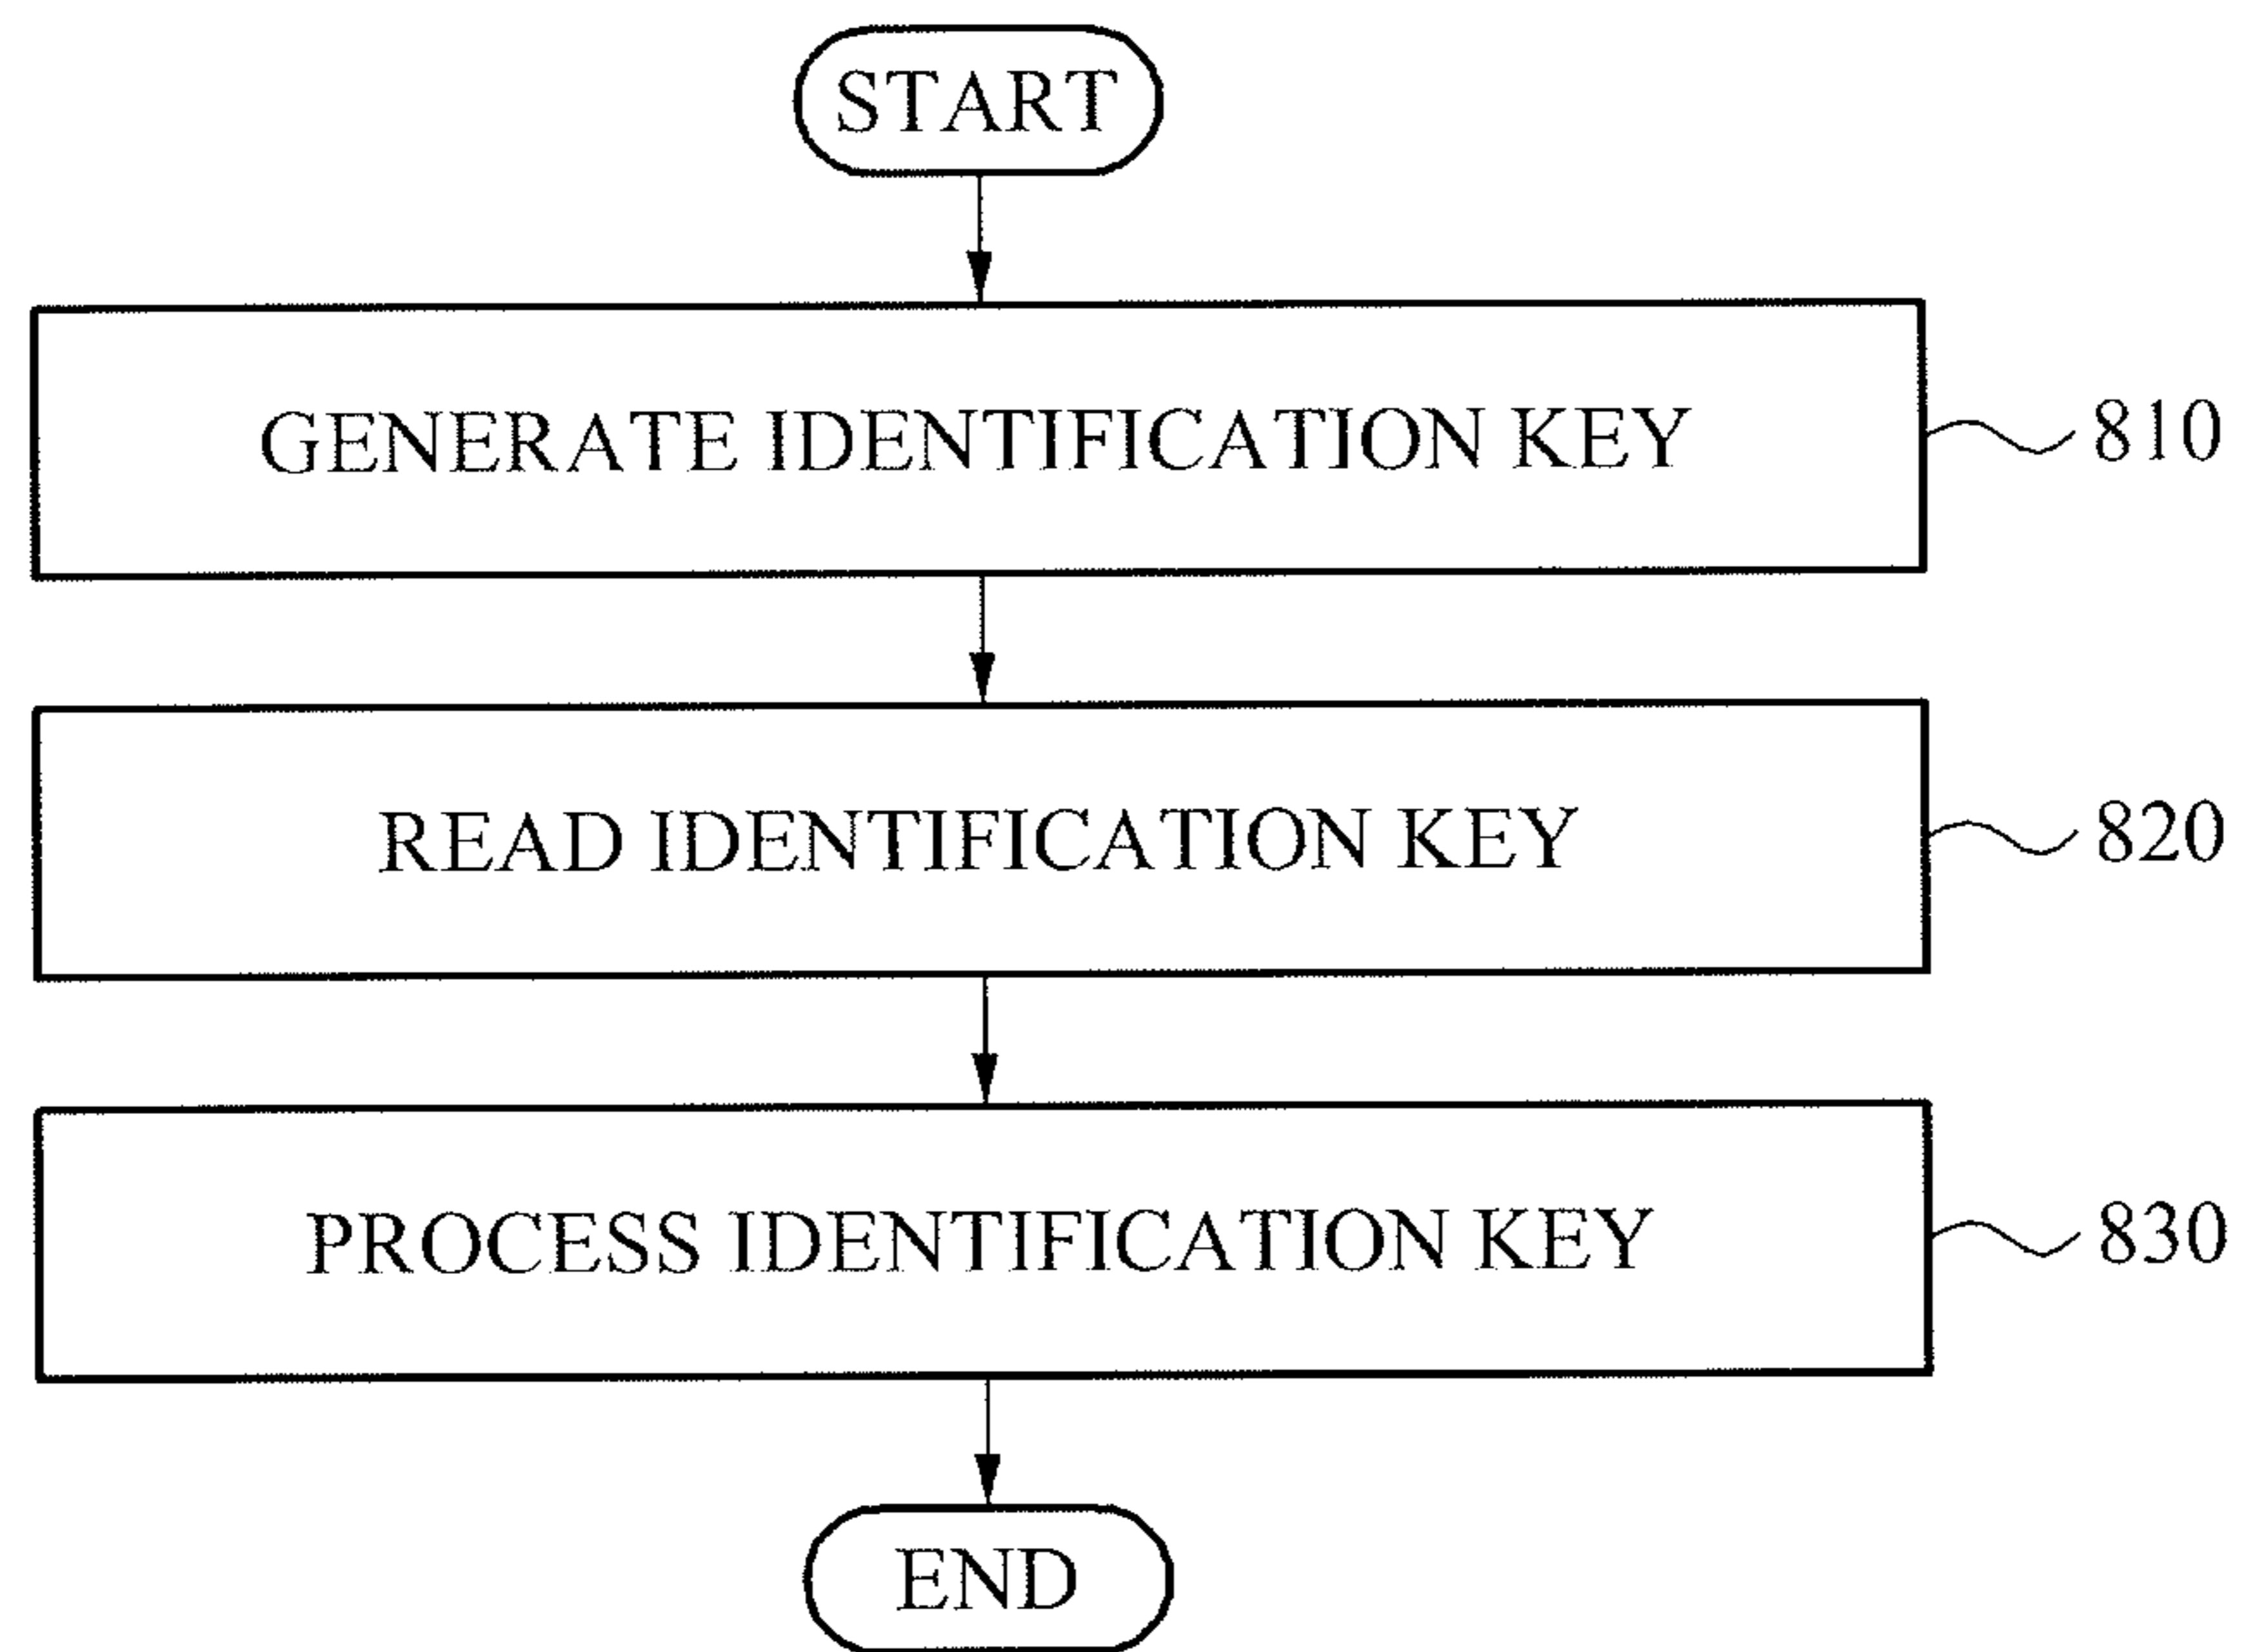 START
GENERATE IDENTIFICATION KEY
810
READ IDENTIFICATION KEY
820
PROCESS IDENTIFICATION KEY
830
END